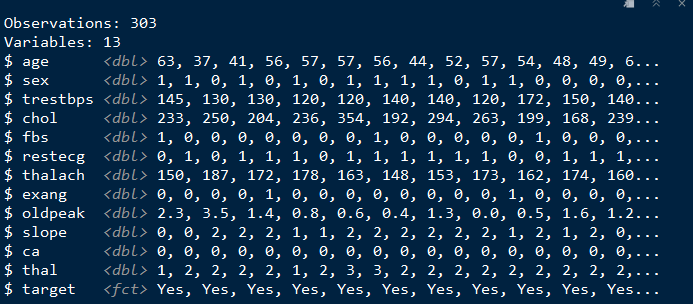 Observations: 303
Variables: 13
$ age      <dbl> 63, 37, 41, 56, 57, 57, 56, 44, 52, 57, 54, 48, 49, 6...
$ sex      <dbl> 1, 1, 0, 1, 0, 1, 0, 1, 1, 1, 1, 0, 1, 1, 0, 0, 0, 0,...
$ trestbps <dbl> 145, 130, 130, 120, 120, 140, 140, 120, 172, 150, 140...
$ chol     <dbl> 233, 250, 204, 236, 354, 192, 294, 263, 199, 168, 239...
$ fbs      <dbl> 1, 0, 0, 0, 0, 0, 0, 0, 1, 0, 0, 0, 0, 0, 1, 0, 0, 0,...
$ restecg  <dbl> 0, 1, 0, 1, 1, 1, 0, 1, 1, 1, 1, 1, 1, 0, 0, 1, 1, 1,...
$ thalach  <dbl> 150, 187, 172, 178, 163, 148, 153, 173, 162, 174, 160...
$ exang    <dbl> 0, 0, 0, 0, 1, 0, 0, 0, 0, 0, 0, 0, 0, 1, 0, 0, 0, 0,...
$ oldpeak  <dbl> 2.3, 3.5, 1.4, 0.8, 0.6, 0.4, 1.3, 0.0, 0.5, 1.6, 1.2...
$ slope    <dbl> 0, 0, 2, 2, 2, 1, 1, 2, 2, 2, 2, 2, 2, 1, 2, 1, 2, 0,...
$ ca       <dbl> 0, 0, 0, 0, 0, 0, 0, 0, 0, 0, 0, 0, 0, 0, 0, 0, 0, 0,...
$ thal     <dbl> 1, 2, 2, 2, 2, 1, 2, 3, 3, 2, 2, 2, 2, 2, 2, 2, 2, 2,...
$ target   <fct> Yes, Yes, Yes, Yes, Yes, Yes, Yes, Yes, Yes, Yes, Yes...